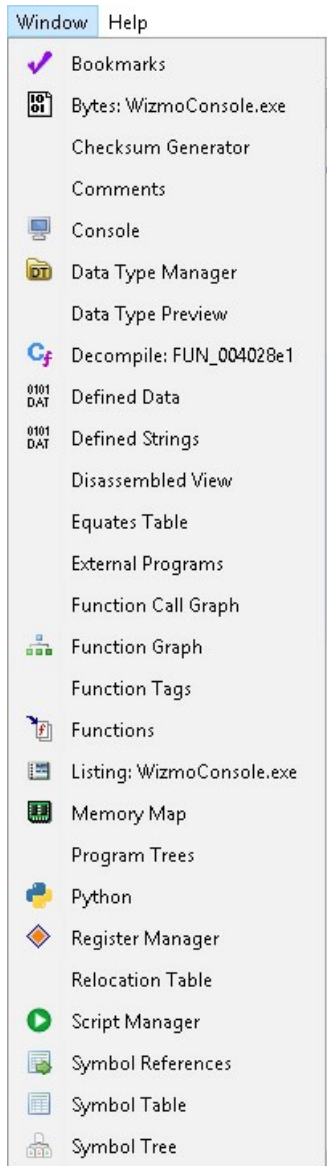 Window Help
Bookmarks
Bytes: WizmoConsole.exe
Checksum Generator
Comments
Console
Data Type Manager
Data Type Preview
Decompile: FUN_004028e1
Defined Data
Defined Strings
Disassembled View
Equates Table
External Programs
Function Call Graph
Function Graph
Function Tags
Functions
Listing: WizmoConsole.exe
Memory Map
Program Trees
Python
Register Manager
Relocation Table
Script Manager
Symbol References
Symbol Table
Symbol Tree